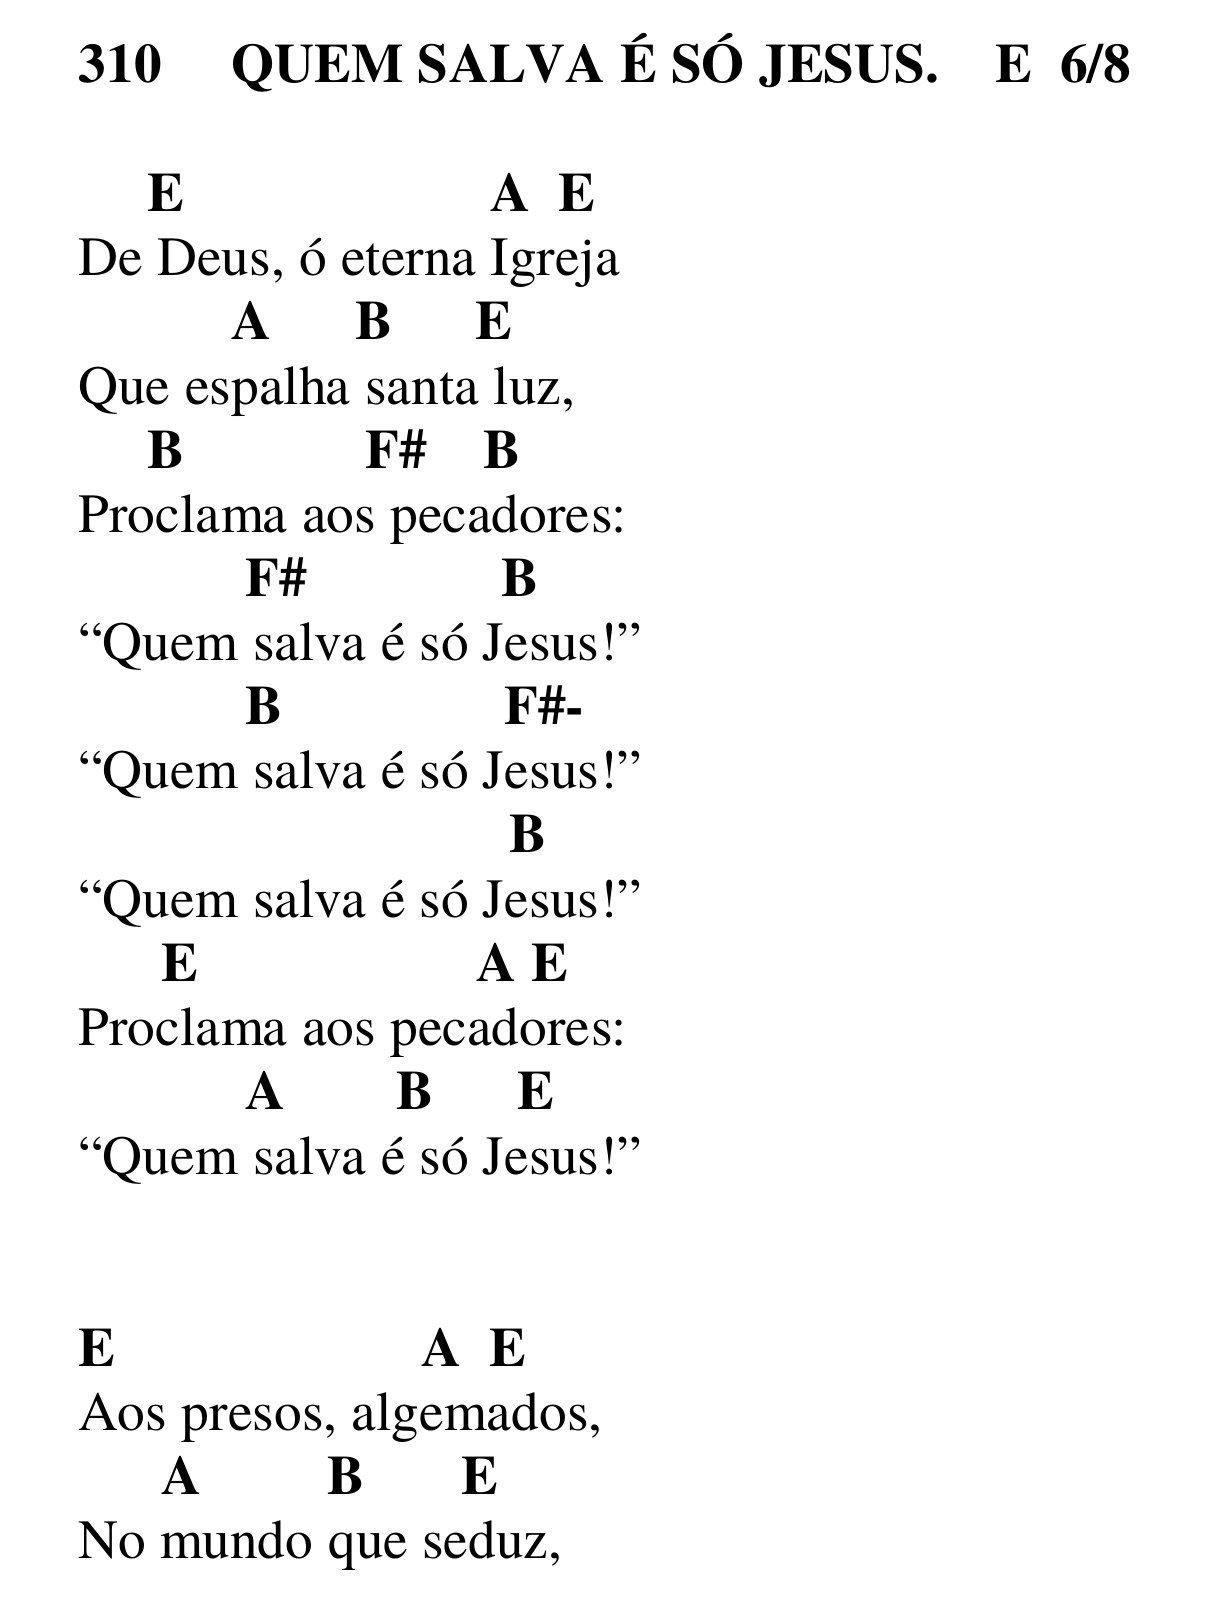 310 QUEM SALVA É SÓ JESUS. E 6/8
E A E
De Deus, ó eterna Igreja
A B E
Que espalha santa luz,
B F# B
Proclama aos pecadores:
F# B
“Quem salva é só Jesus!”
B F#-
“Quem salva é só Jesus!”
B
“Quem salva é só Jesus!”
E A E
Proclama aos pecadores:
A B E
“Quem salva é só Jesus!”
E A E
Aos presos, algemados,
A B E
No mundo que seduz,